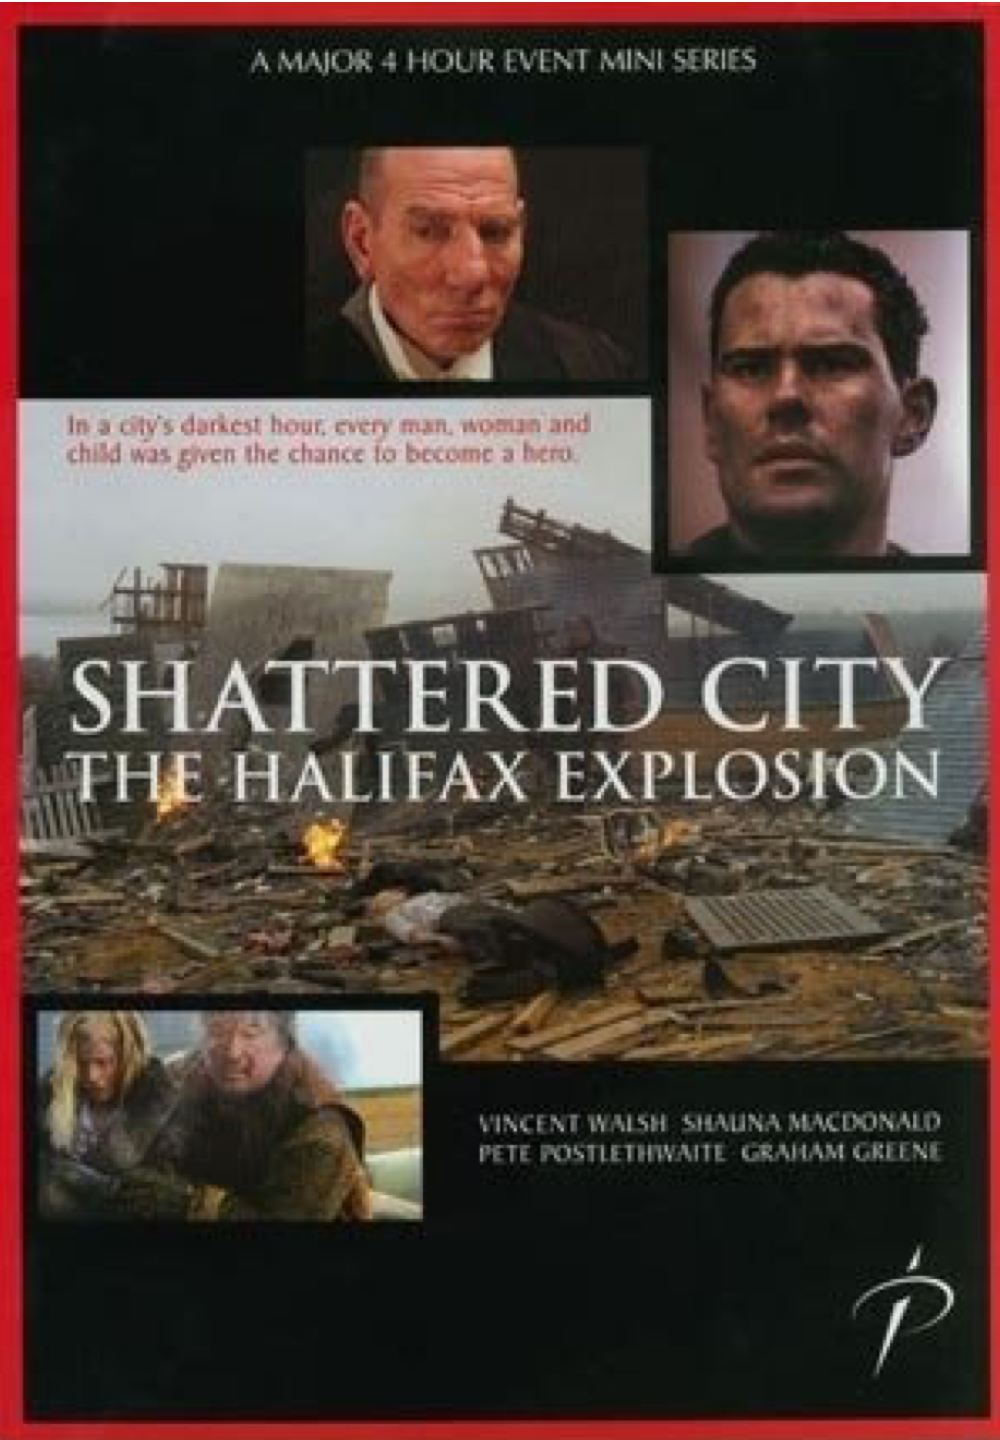 A MAJOR 4 HOUR EVENT MINI SERIES
In a city's darkest hour, every man, woman and
child was given the chance to become a hero.
SHATTERED CITY
THE HALIFAX EXPLOSION
VINCENT WALSH SHAUNA MACDONALD
PETE POSTLETHWAITE GRAHAM GREENE